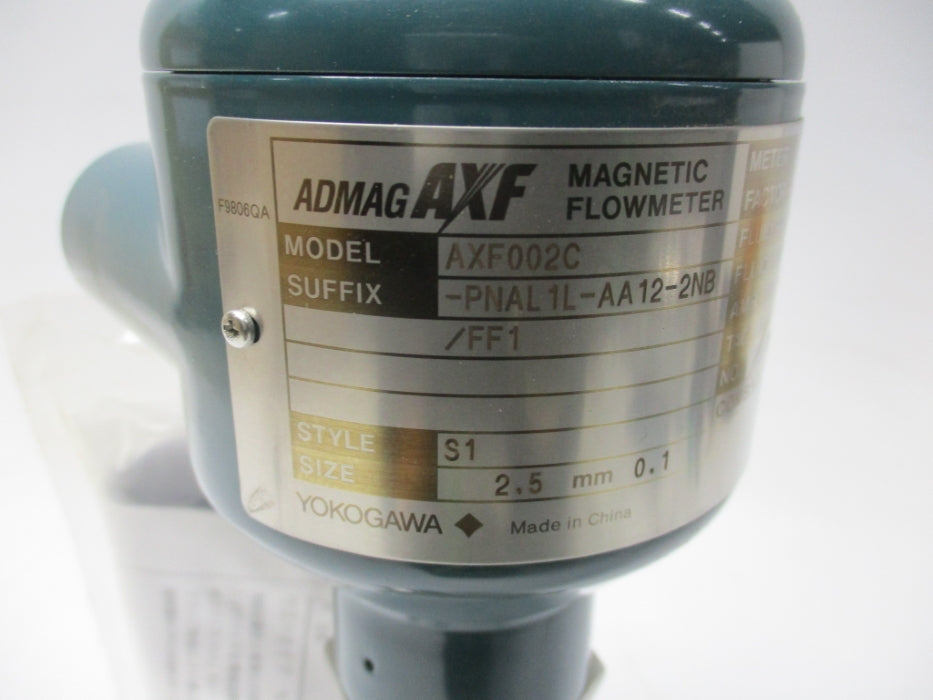 F9806QA
ADMAG AXF
MAGNETIC
FLOWMETER
MODEL AXF002C
SUFFIX -PNAL1L-AA12-2NB
/FF1
STYLE S1
SIZE 2.5 mm 0.1
YOKOGAWA ◆ Made in China
METER